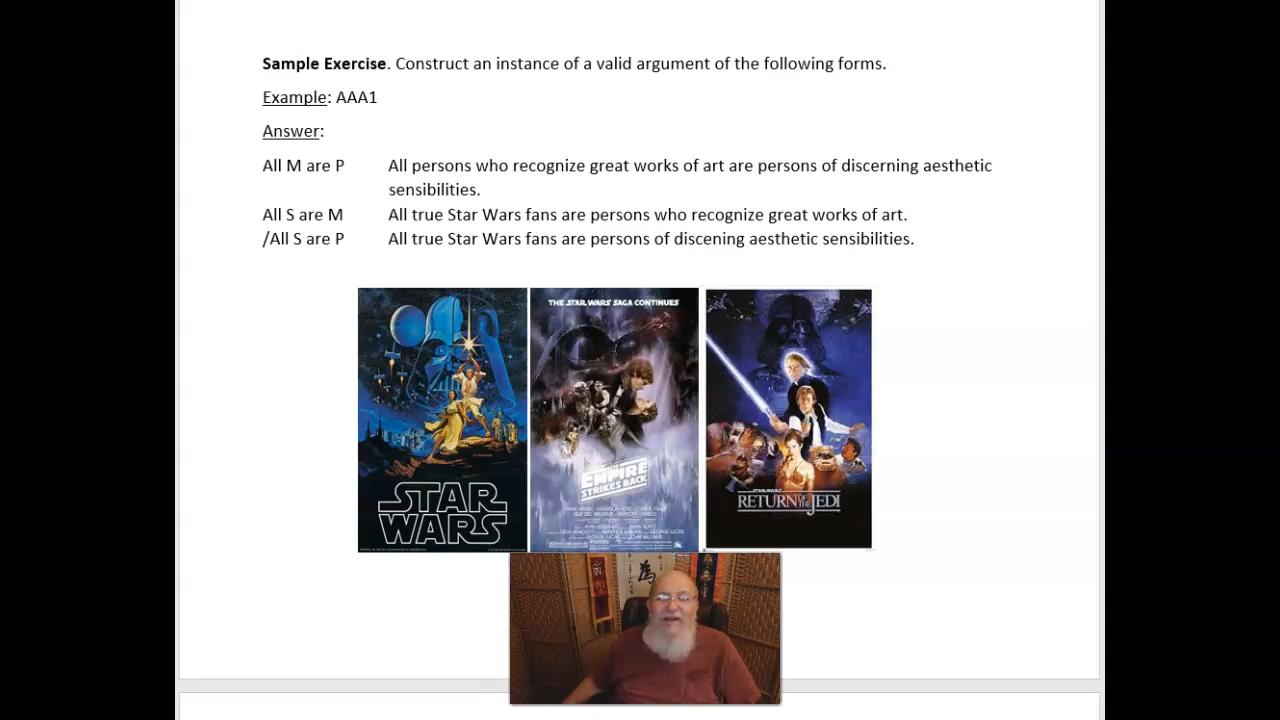 Sample Exercise. Construct an instance of a valid argument of the following forms.
Example: AAA1
Answer:
All M are P All persons who recognize great works of art are persons of discerning aesthetic
sensibilities.
All S are M All true Star Wars fans are persons who recognize great works of art.
/All S are P All true Star Wars fans are persons of discening aesthetic sensibilities.
THE STAR WARS SAGA CONTINUES
STAR
WARS
THE
EMPIRE
STRIKES BACK
STAR WARS
RETURN OF THE JEDI
為